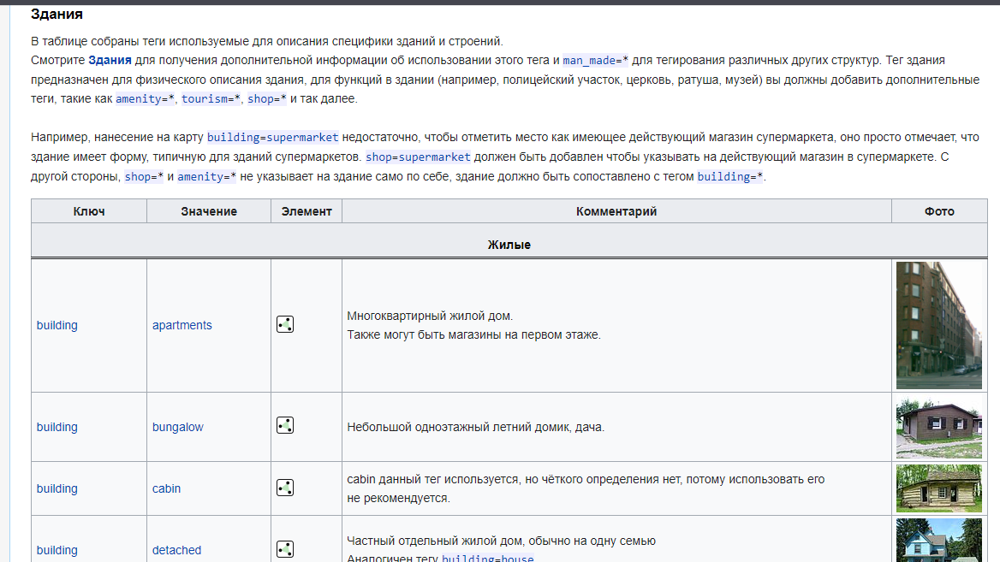 Здания
В таблице собраны теги используемые для описания специфики зданий и строений.
Смотрите Здания для получения дополнительной информации об использовании этого тега и man_made=* для тегирования различных других структур. Тег здания
предназначен для физического описания здания, для функций в здании (например, полицейский участок, церковь, ратуша, музей) вы должны добавить дополнительные
теги, такие как amenity=*, tourism=*, shop=* и так далее.
Например, нанесение на карту building=supermarket недостаточно, чтобы отметить место как имеющее действующий магазин супермаркета, оно просто отмечает, что
здание имеет форму, типичную для зданий супермаркетов. shop=supermarket должен быть добавлен чтобы указывать на действующий магазин в супермаркете. С
другой стороны, shop=* и amenity=* не указывает на здание само по себе, здание должно быть сопоставлено с тегом building=*.
Ключ Значение Элемент Комментарий Фото
Жилые
building apartments Многоквартирный жилой дом.
Также могут быть магазины на первом этаже.
building bungalow Небольшой одноэтажный летний домик, дача.
building cabin cabin данный тег используется, но чёткого определения нет, потому использовать его
не рекомендуется.
building detached Частный отдельный жилой дом, обычно на одну семью
Аналогичен тегу building=house